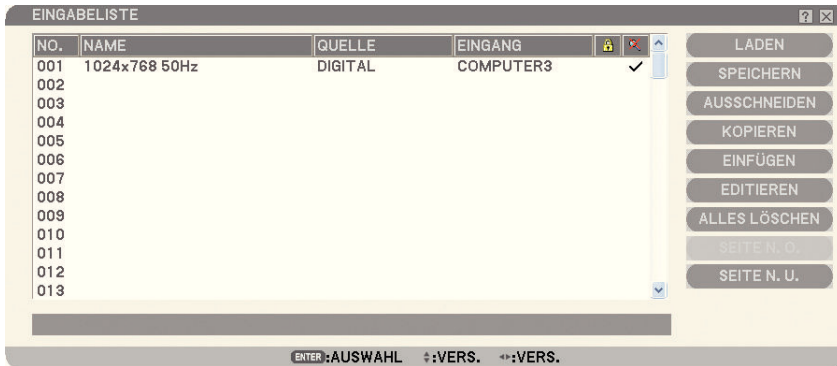 EINGABELISTE
NO. NAME QUELLE EINGANG
001 1024x768 50Hz DIGITAL COMPUTER3
002
003
004
005
006
007
008
009
010
011
012
013
LADEN
SPEICHERN
AUSSCHNEIDEN
KOPIEREN
EINFÜGEN
EDITIEREN
ALLES LÖSCHEN
SEITE N. O.
SEITE N. U.
ENTER:AUSWAHL :VERS. :VERS.